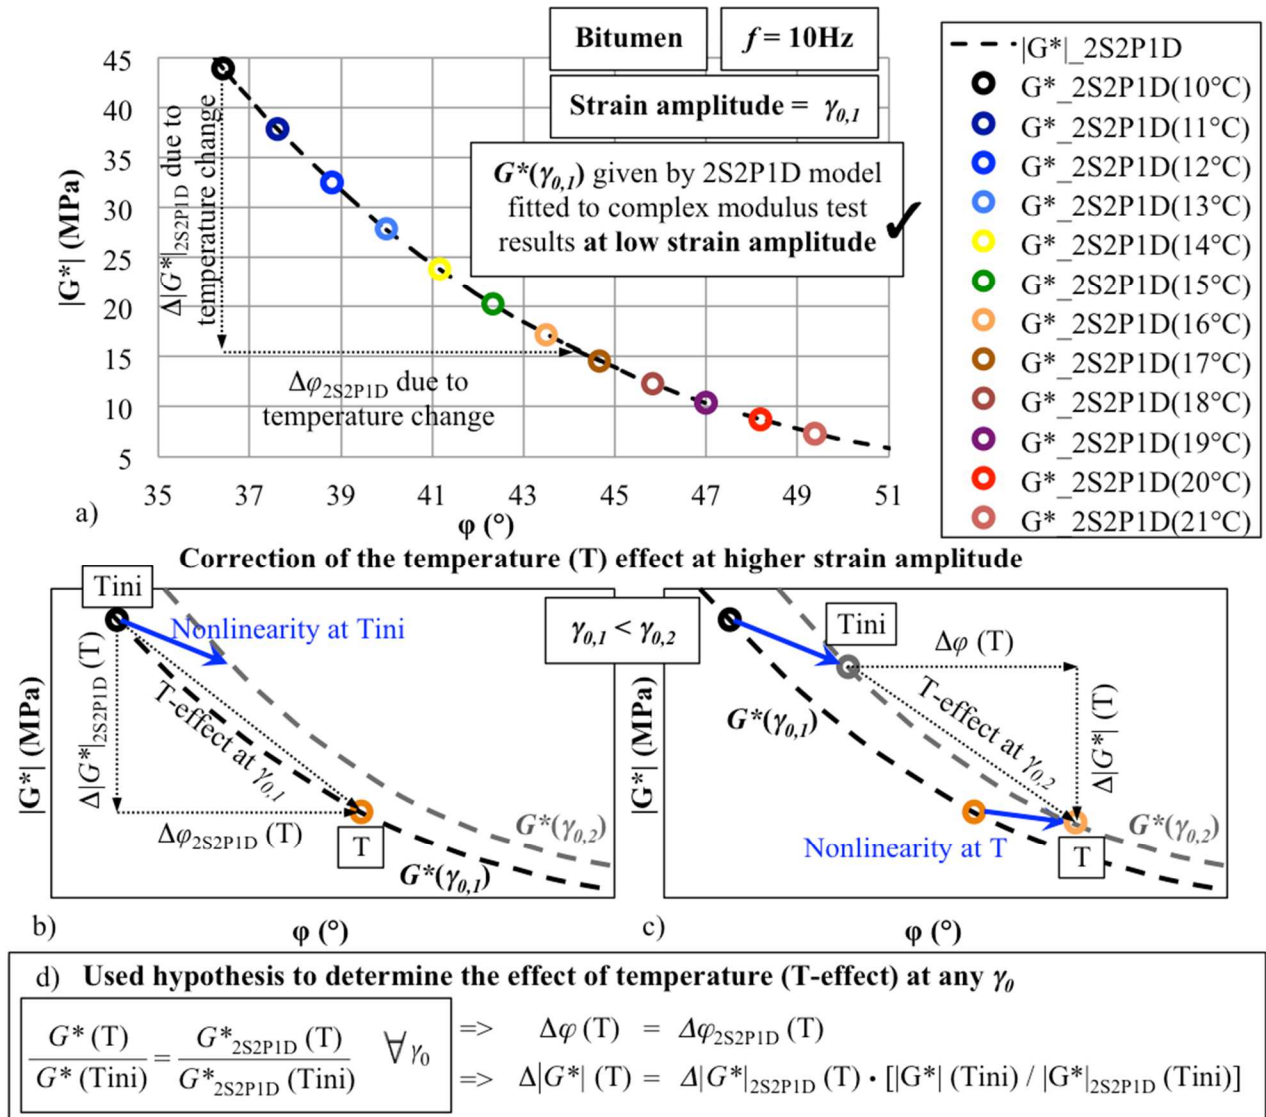 Bitumen
f = 10Hz
Strain amplitude = γ0,1
G*(γ0,1) given by 2S2P1D model
fitted to complex modulus test
results at low strain amplitude ✓
|G*| (MPa)
45
40
35
30
25
20
15
10
5
Δ|G*|2S2P1D due to
temperature change
Δφ2S2P1D due to
temperature change
35 37 39 41 43 45 47 49 51
a)
φ (°)
|G*|_2S2P1D
G*_2S2P1D(10°C)
G*_2S2P1D(11°C)
G*_2S2P1D(12°C)
G*_2S2P1D(13°C)
G*_2S2P1D(14°C)
G*_2S2P1D(15°C)
G*_2S2P1D(16°C)
G*_2S2P1D(17°C)
G*_2S2P1D(18°C)
G*_2S2P1D(19°C)
G*_2S2P1D(20°C)
G*_2S2P1D(21°C)
Correction of the temperature (T) effect at higher strain amplitude
Tini
Nonlinearity at Tini
γ0,1 < γ0,2
|G*| (MPa)
Δ|G*|2S2P1D (T)
T-effect at γ0,1
Δφ2S2P1D (T)
T
G*(γ0,2)
G*(γ0,1)
b)
φ (°)
|G*| (MPa)
Tini
Δφ (T)
G*(γ0,1)
T-effect at γ0,2
Δ|G*| (T)
Nonlinearity at T
T
G*(γ0,2)
c)
φ (°)
d) Used hypothesis to determine the effect of temperature (T-effect) at any γ0
G* (T) / G* (Tini) = G*2S2P1D (T) / G*2S2P1D (Tini) ∀γ0
=> Δφ (T) = Δφ2S2P1D (T)
=> Δ|G*| (T) = Δ|G*|2S2P1D (T) · [|G*| (Tini) / |G*|2S2P1D (Tini)]